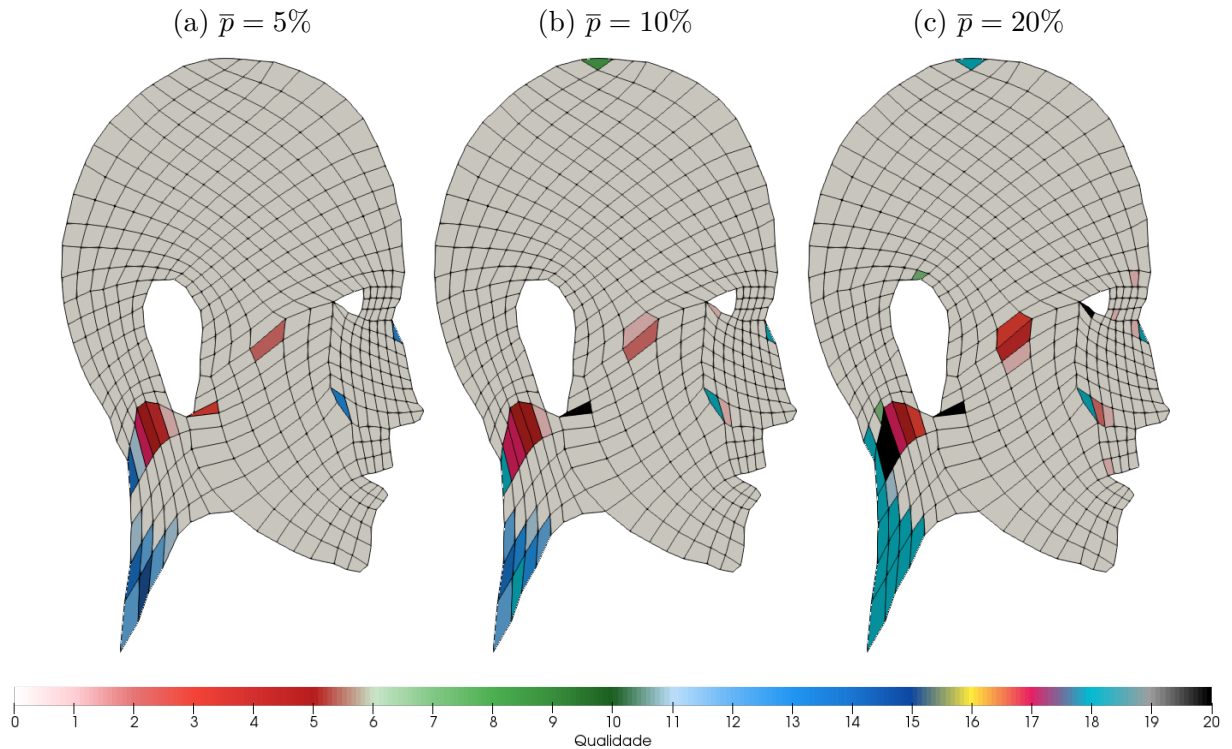 (a) p̅ = 5%
(b) p̅ = 10%
(c) p̅ = 20%
0 1 2 3 4 5 6 7 8 9 10 11 12 13 14 15 16 17 18 19 20
Qualidade